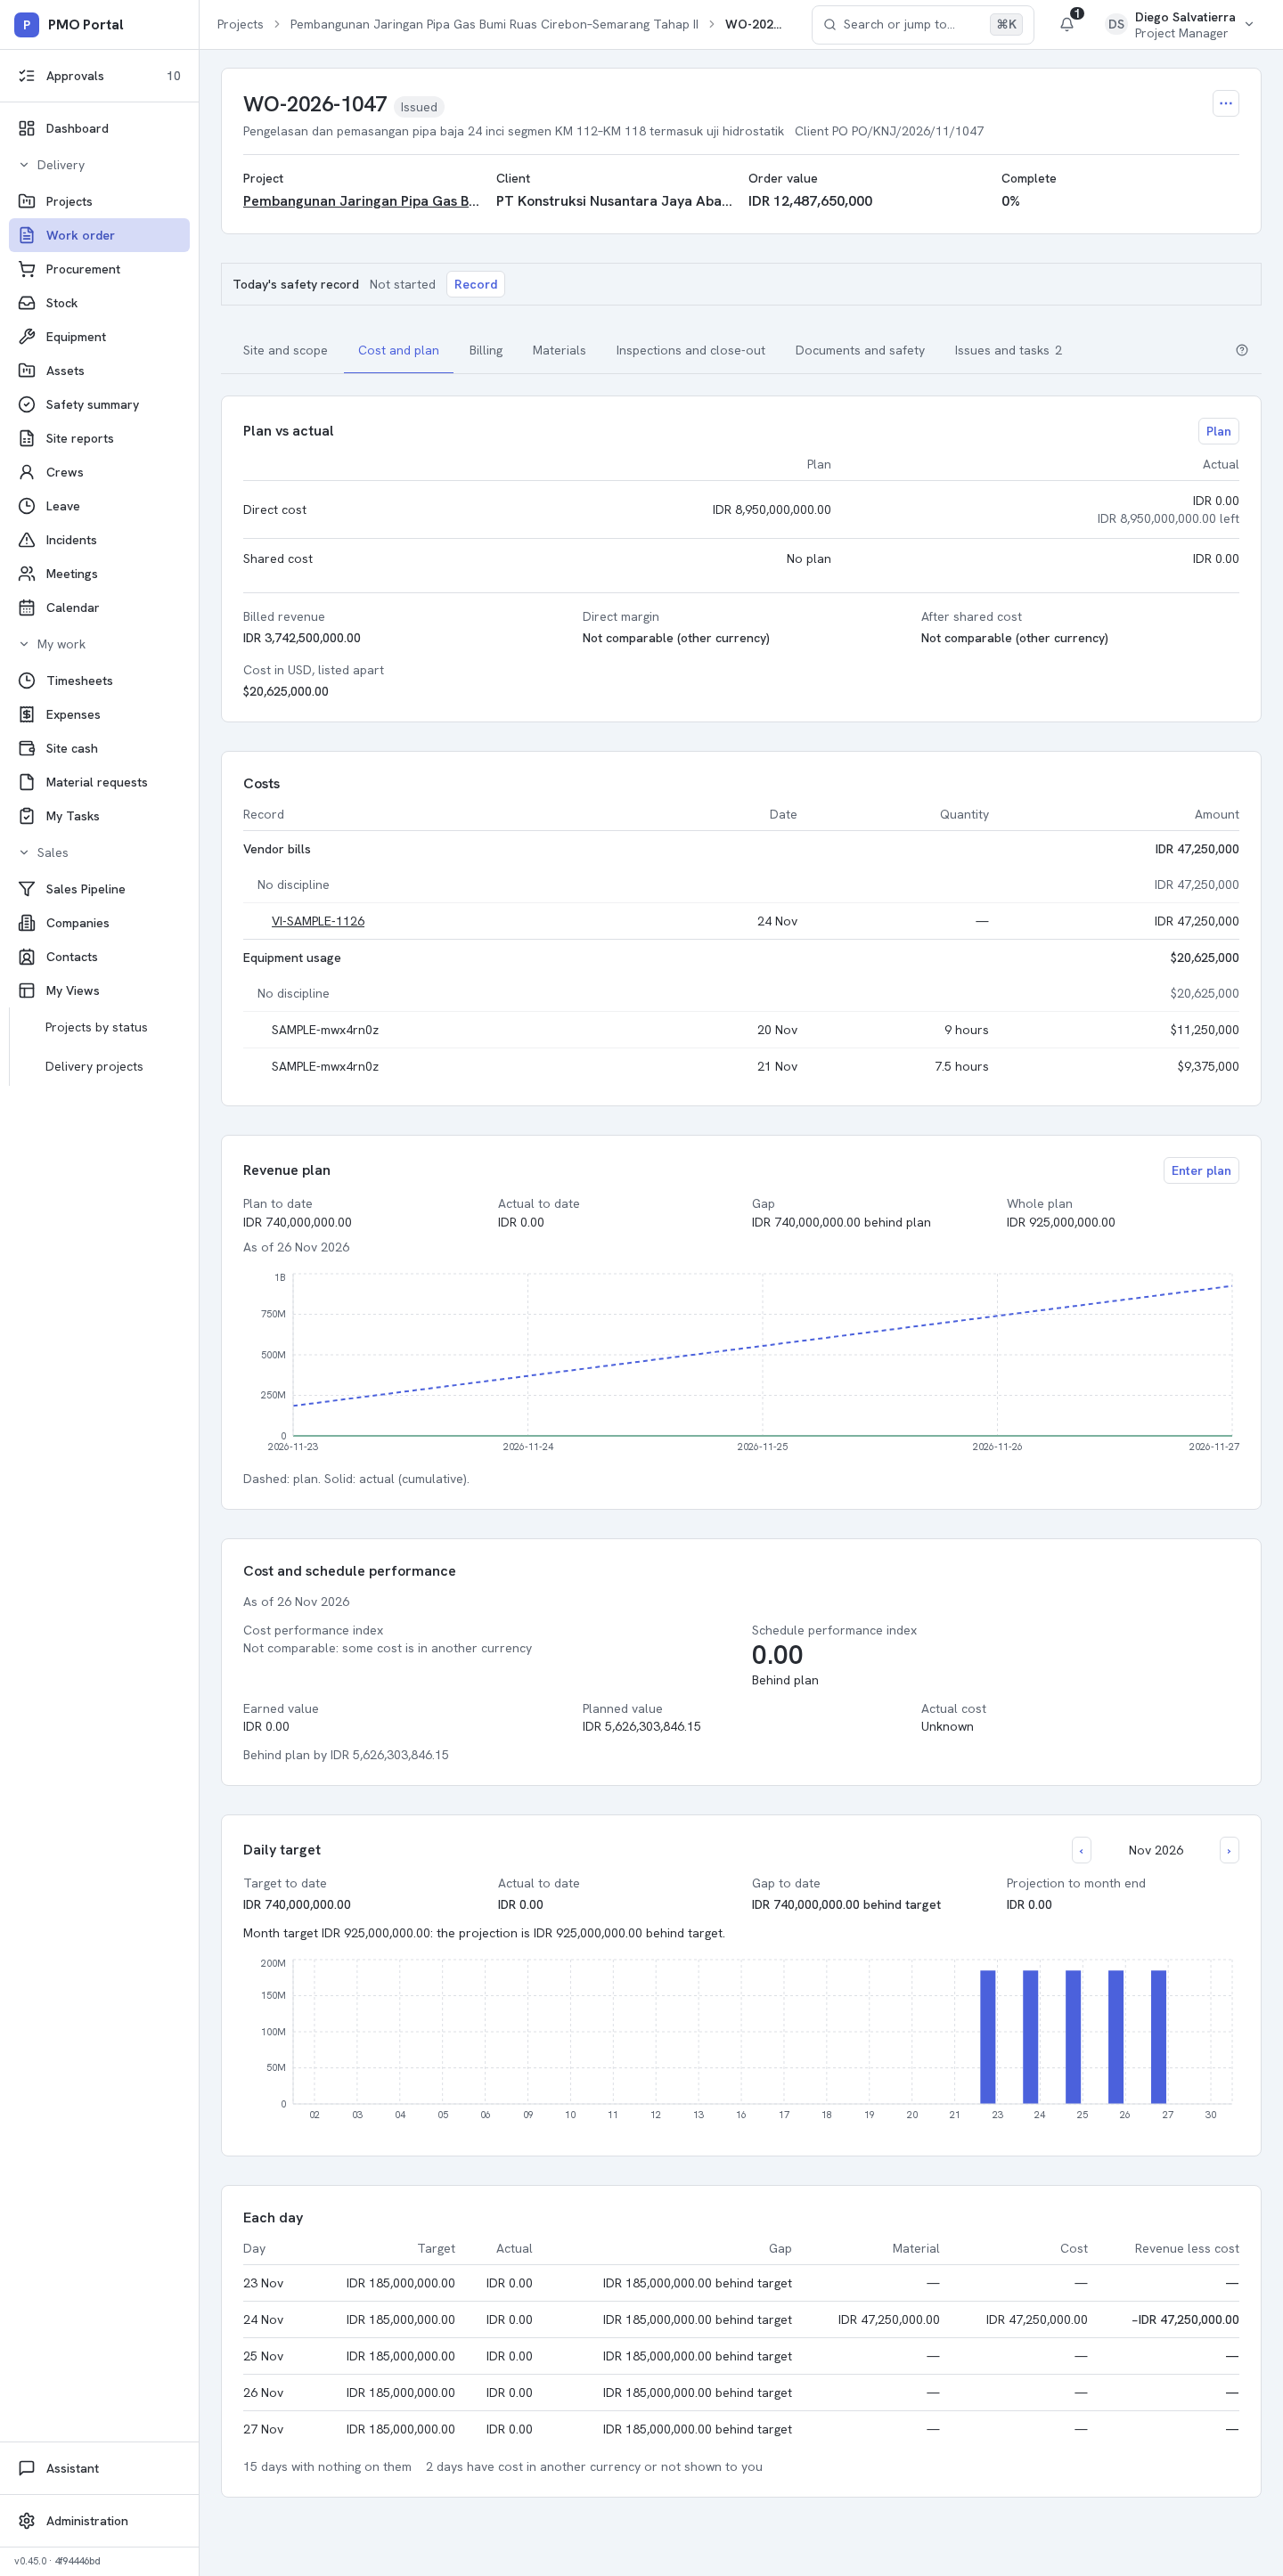 P PMO Portal
Projects > Pembangunan Jaringan Pipa Gas Bumi Ruas Cirebon–Semarang Tahap II > WO-202...
Search or jump to... ⌘K
1
DS Diego Salvatierra
Project Manager
Approvals 10
Dashboard
Delivery
Projects
Work order
Procurement
Stock
Equipment
Assets
Safety summary
Site reports
Crews
Leave
Incidents
Meetings
Calendar
My work
Timesheets
Expenses
Site cash
Material requests
My Tasks
Sales
Sales Pipeline
Companies
Contacts
My Views
Projects by status
Delivery projects
Assistant
Administration
v0.45.0 · 4f94446bd
WO-2026-1047 Issued
Pengelasan dan pemasangan pipa baja 24 inci segmen KM 112–KM 118 termasuk uji hidrostatik Client PO PO/KNJ/2026/11/1047
Project Client Order value Complete
Pembangunan Jaringan Pipa Gas B... PT Konstruksi Nusantara Jaya Aba... IDR 12,487,650,000 0%
Today's safety record Not started Record
Site and scope Cost and plan Billing Materials Inspections and close-out Documents and safety Issues and tasks 2
Plan vs actual Plan
Plan Actual
Direct cost IDR 8,950,000,000.00 IDR 0.00
IDR 8,950,000,000.00 left
Shared cost No plan IDR 0.00
Billed revenue Direct margin After shared cost
IDR 3,742,500,000.00 Not comparable (other currency) Not comparable (other currency)
Cost in USD, listed apart
$20,625,000.00
Costs
Record Date Quantity Amount
Vendor bills IDR 47,250,000
No discipline IDR 47,250,000
VI-SAMPLE-1126 24 Nov — IDR 47,250,000
Equipment usage $20,625,000
No discipline $20,625,000
SAMPLE-mwx4rn0z 20 Nov 9 hours $11,250,000
SAMPLE-mwx4rn0z 21 Nov 7.5 hours $9,375,000
Revenue plan Enter plan
Plan to date Actual to date Gap Whole plan
IDR 740,000,000.00 IDR 0.00 IDR 740,000,000.00 behind plan IDR 925,000,000.00
As of 26 Nov 2026
1B
750M
500M
250M
0
2026-11-23 2026-11-24 2026-11-25 2026-11-26 2026-11-27
Dashed: plan. Solid: actual (cumulative).
Cost and schedule performance
As of 26 Nov 2026
Cost performance index Schedule performance index
Not comparable: some cost is in another currency 0.00
Behind plan
Earned value Planned value Actual cost
IDR 0.00 IDR 5,626,303,846.15 Unknown
Behind plan by IDR 5,626,303,846.15
Daily target ‹ Nov 2026 ›
Target to date Actual to date Gap to date Projection to month end
IDR 740,000,000.00 IDR 0.00 IDR 740,000,000.00 behind target IDR 0.00
Month target IDR 925,000,000.00: the projection is IDR 925,000,000.00 behind target.
200M
150M
100M
50M
0
02 03 04 05 06 09 10 11 12 13 16 17 18 19 20 21 23 24 25 26 27 30
Each day
Day Target Actual Gap Material Cost Revenue less cost
23 Nov IDR 185,000,000.00 IDR 0.00 IDR 185,000,000.00 behind target — — —
24 Nov IDR 185,000,000.00 IDR 0.00 IDR 185,000,000.00 behind target IDR 47,250,000.00 IDR 47,250,000.00 −IDR 47,250,000.00
25 Nov IDR 185,000,000.00 IDR 0.00 IDR 185,000,000.00 behind target — — —
26 Nov IDR 185,000,000.00 IDR 0.00 IDR 185,000,000.00 behind target — — —
27 Nov IDR 185,000,000.00 IDR 0.00 IDR 185,000,000.00 behind target — — —
15 days with nothing on them 2 days have cost in another currency or not shown to you